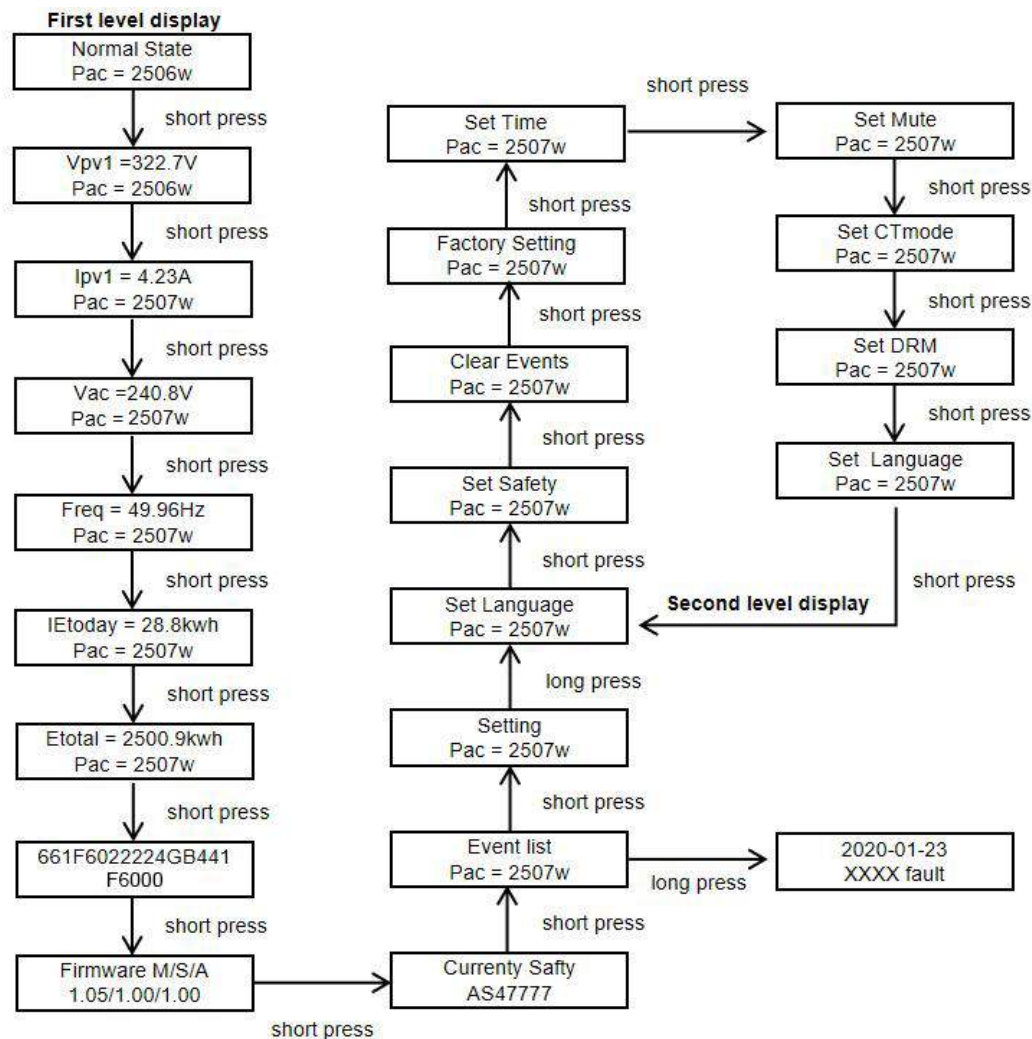 First level display
Normal State
Pac = 2506w
short press
Vpv1 =322.7V
Pac = 2506w
short press
Ipv1 = 4.23A
Pac = 2507w
short press
Vac =240.8V
Pac = 2507w
short press
Freq = 49.96Hz
Pac = 2507w
short press
IEtoday = 28.8kwh
Pac = 2507w
short press
Etotal = 2500.9kwh
Pac = 2507w
short press
661F6022224GB441
F6000
short press
Firmware M/S/A
1.05/1.00/1.00
short press
Currenty Safty
AS47777
short press
Event list
Pac = 2507w
long press
2020-01-23
XXXX fault
short press
Setting
Pac = 2507w
long press
Set Language
Pac = 2507w
short press
Set Safety
Pac = 2507w
short press
Clear Events
Pac = 2507w
short press
Factory Setting
Pac = 2507w
short press
Set Time
Pac = 2507w
short press
Set Mute
Pac = 2507w
short press
Set CTmode
Pac = 2507w
short press
Set DRM
Pac = 2507w
short press
Set Language
Pac = 2507w
short press
Second level display